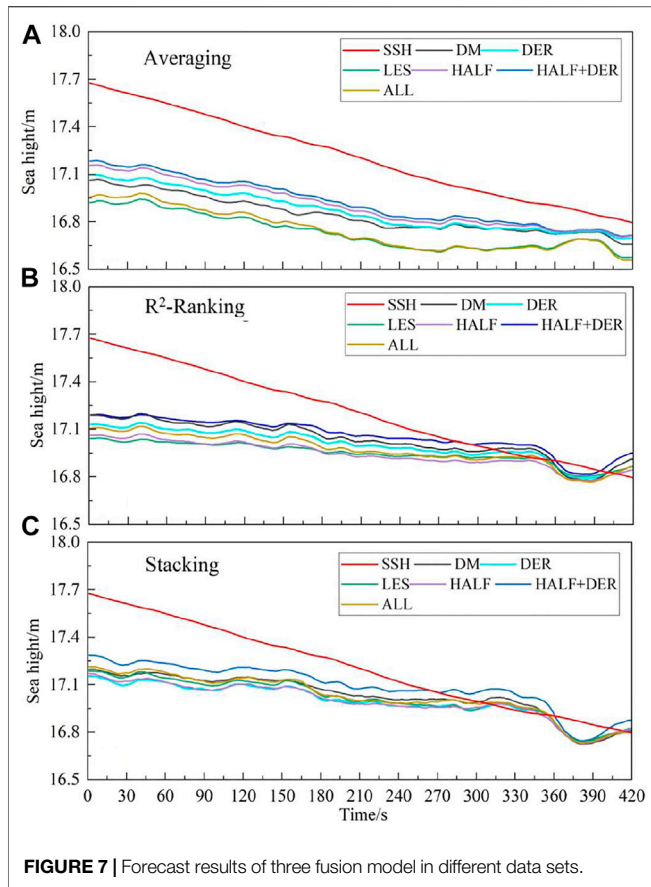 A
18.0
Averaging
SSH DM DER
LES HALF HALF+DER
ALL
17.7
17.4
17.1
16.8
16.5
Sea hight/m
B
18.0
R²-Ranking
SSH DM DER
LES HALF HALF+DER
ALL
17.7
17.4
17.1
16.8
16.5
Sea hight/m
C
18.0
Stacking
SSH DM DER
LES HALF HALF+DER
ALL
17.7
17.4
17.1
16.8
16.5
Sea hight/m
0 30 60 90 120 150 180 210 240 270 300 330 360 390 420
Time/s
FIGURE 7 | Forecast results of three fusion model in different data sets.